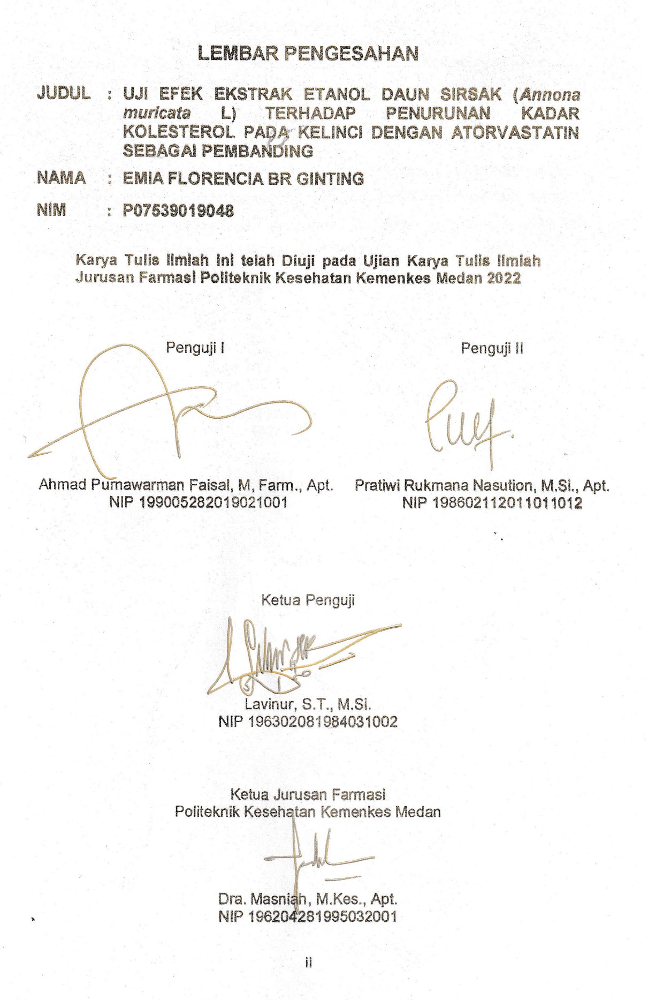 LEMBAR PENGESAHAN
JUDUL : UJI EFEK EKSTRAK ETANOL DAUN SIRSAK (Annona
muricata L) TERHADAP PENURUNAN KADAR
KOLESTEROL PADA KELINCI DENGAN ATORVASTATIN
SEBAGAI PEMBANDING
NAMA : EMIA FLORENCIA BR GINTING
NIM : P07539019048
Karya Tulis Ilmiah Ini telah Diuji pada Ujian Karya Tulis Ilmiah
Jurusan Farmasi Politeknik Kesehatan Kemenkes Medan 2022
Penguji I
Penguji II
Ahmad Purnawarman Faisal, M, Farm., Apt.
NIP 199005282019021001
Pratiwi Rukmana Nasution, M.Si., Apt.
NIP 198602112011011012
Ketua Penguji
Lavinur, S.T., M.Si.
NIP 196302081984031002
Ketua Jurusan Farmasi
Politeknik Kesehatan Kemenkes Medan
Dra. Masniah, M.Kes., Apt.
NIP 196204281995032001
ii